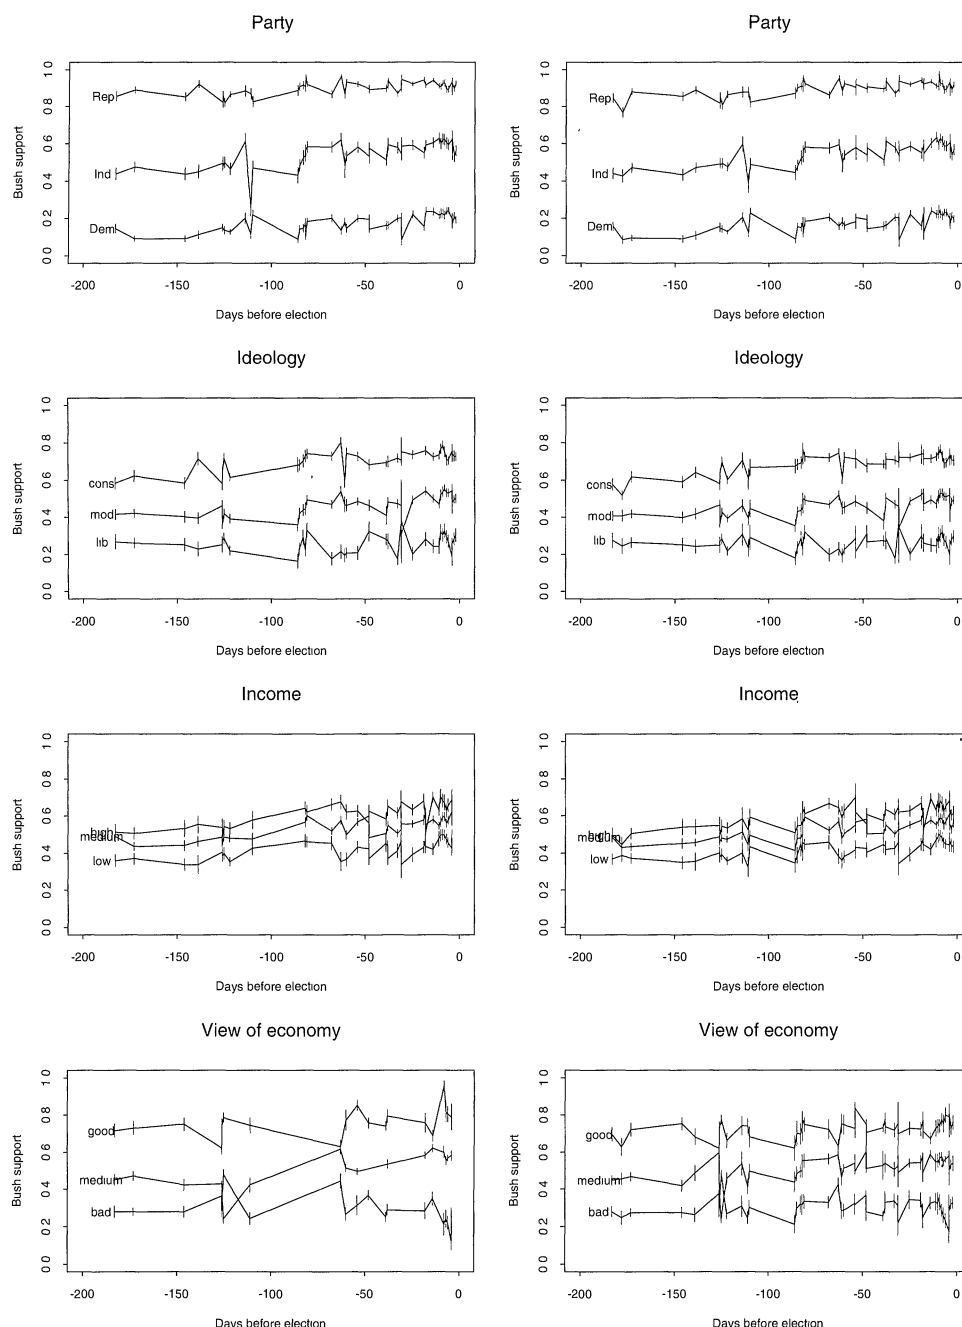 Party
Party
Bush support
0.0 0.2 0.4 0.6 0.8 1.0
Rep
Ind
Dem
-200 -150 -100 -50 0
Days before election
Bush support
0.0 0.2 0.4 0.6 0.8 1.0
Rep
Ind
Dem
-200 -150 -100 -50 0
Days before election
Ideology
Ideology
Bush support
0.0 0.2 0.4 0.6 0.8 1.0
cons
mod
lib
-200 -150 -100 -50 0
Days before election
Bush support
0.0 0.2 0.4 0.6 0.8 1.0
cons
mod
lib
-200 -150 -100 -50 0
Days before election
Income
Income
Bush support
0.0 0.2 0.4 0.6 0.8 1.0
high
medium
low
-200 -150 -100 -50 0
Days before election
Bush support
0.0 0.2 0.4 0.6 0.8 1.0
high
medium
low
-200 -150 -100 -50 0
Days before election
View of economy
View of economy
Bush support
0.0 0.2 0.4 0.6 0.8 1.0
good
medium
bad
-200 -150 -100 -50 0
Days before election
Bush support
0.0 0.2 0.4 0.6 0.8 1.0
good
medium
bad
-200 -150 -100 -50 0
Days before election